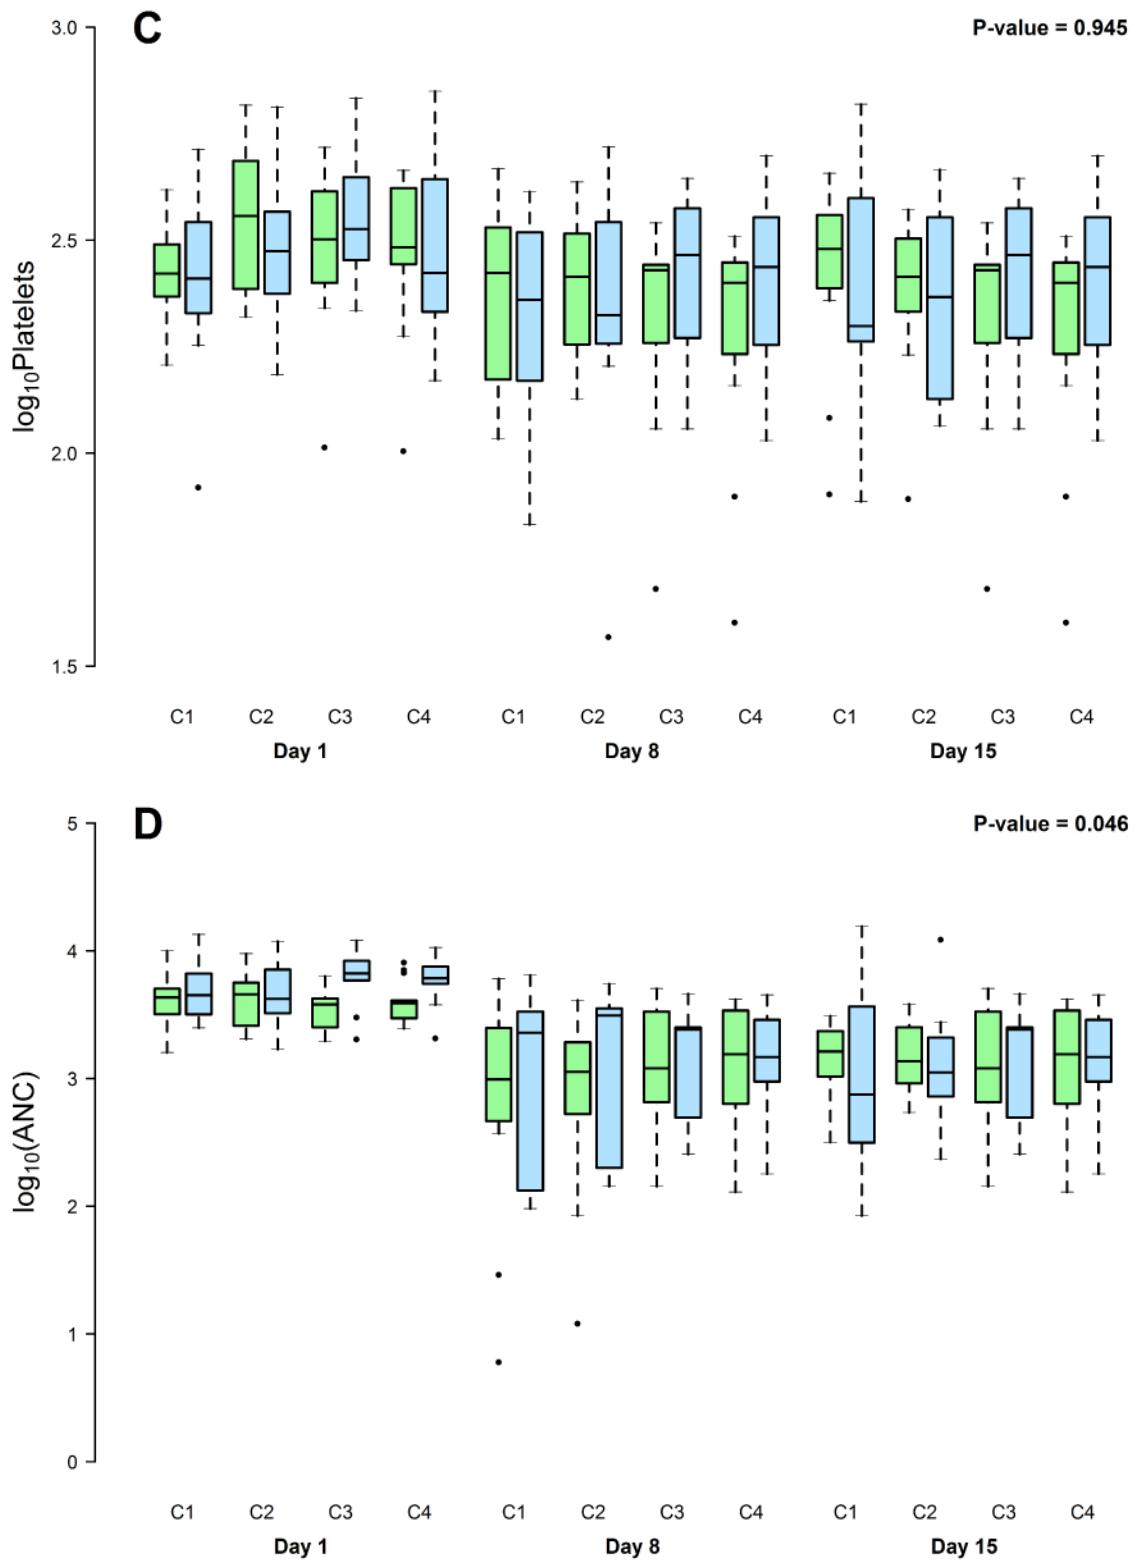 C
P-value = 0.945
3.0
2.5
2.0
1.5
log10Platelets
C1 C2 C3 C4 C1 C2 C3 C4 C1 C2 C3 C4
Day 1 Day 8 Day 15
D
P-value = 0.046
5
4
3
2
1
0
log10(ANC)
C1 C2 C3 C4 C1 C2 C3 C4 C1 C2 C3 C4
Day 1 Day 8 Day 15